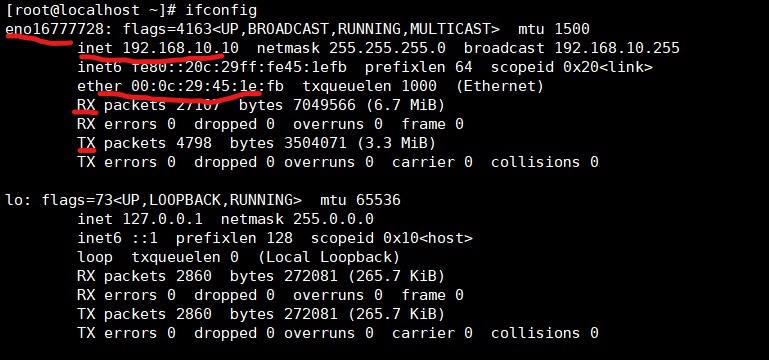 [root@localhost ~]# ifconfig
eno16777728: flags=4163<UP,BROADCAST,RUNNING,MULTICAST>  mtu 1500
        inet 192.168.10.10  netmask 255.255.255.0  broadcast 192.168.10.255
        inet6 fe80::20c:29ff:fe45:1efb  prefixlen 64  scopeid 0x20<link>
        ether 00:0c:29:45:1e:fb  txqueuelen 1000  (Ethernet)
        RX packets 27107  bytes 7049566 (6.7 MiB)
        RX errors 0  dropped 0  overruns 0  frame 0
        TX packets 4798  bytes 3504071 (3.3 MiB)
        TX errors 0  dropped 0 overruns 0  carrier 0  collisions 0

lo: flags=73<UP,LOOPBACK,RUNNING>  mtu 65536
        inet 127.0.0.1  netmask 255.0.0.0
        inet6 ::1  prefixlen 128  scopeid 0x10<host>
        loop  txqueuelen 0  (Local Loopback)
        RX packets 2860  bytes 272081 (265.7 KiB)
        RX errors 0  dropped 0  overruns 0  frame 0
        TX packets 2860  bytes 272081 (265.7 KiB)
        TX errors 0  dropped 0 overruns 0  carrier 0  collisions 0